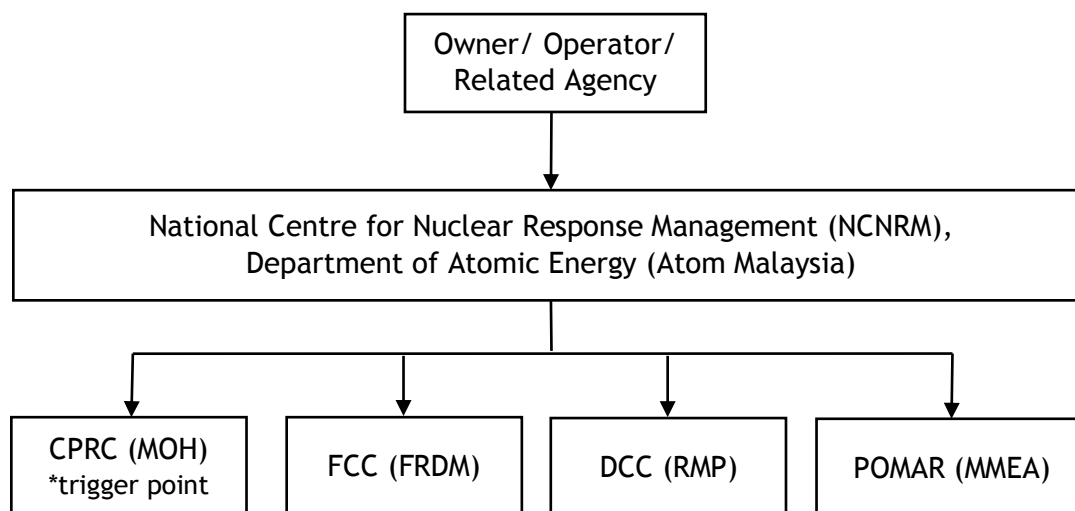 Owner/ Operator/
Related Agency
National Centre for Nuclear Response Management (NCNRM),
Department of Atomic Energy (Atom Malaysia)
CPRC (MOH)
*trigger point
FCC (FRDM)
DCC (RMP)
POMAR (MMEA)